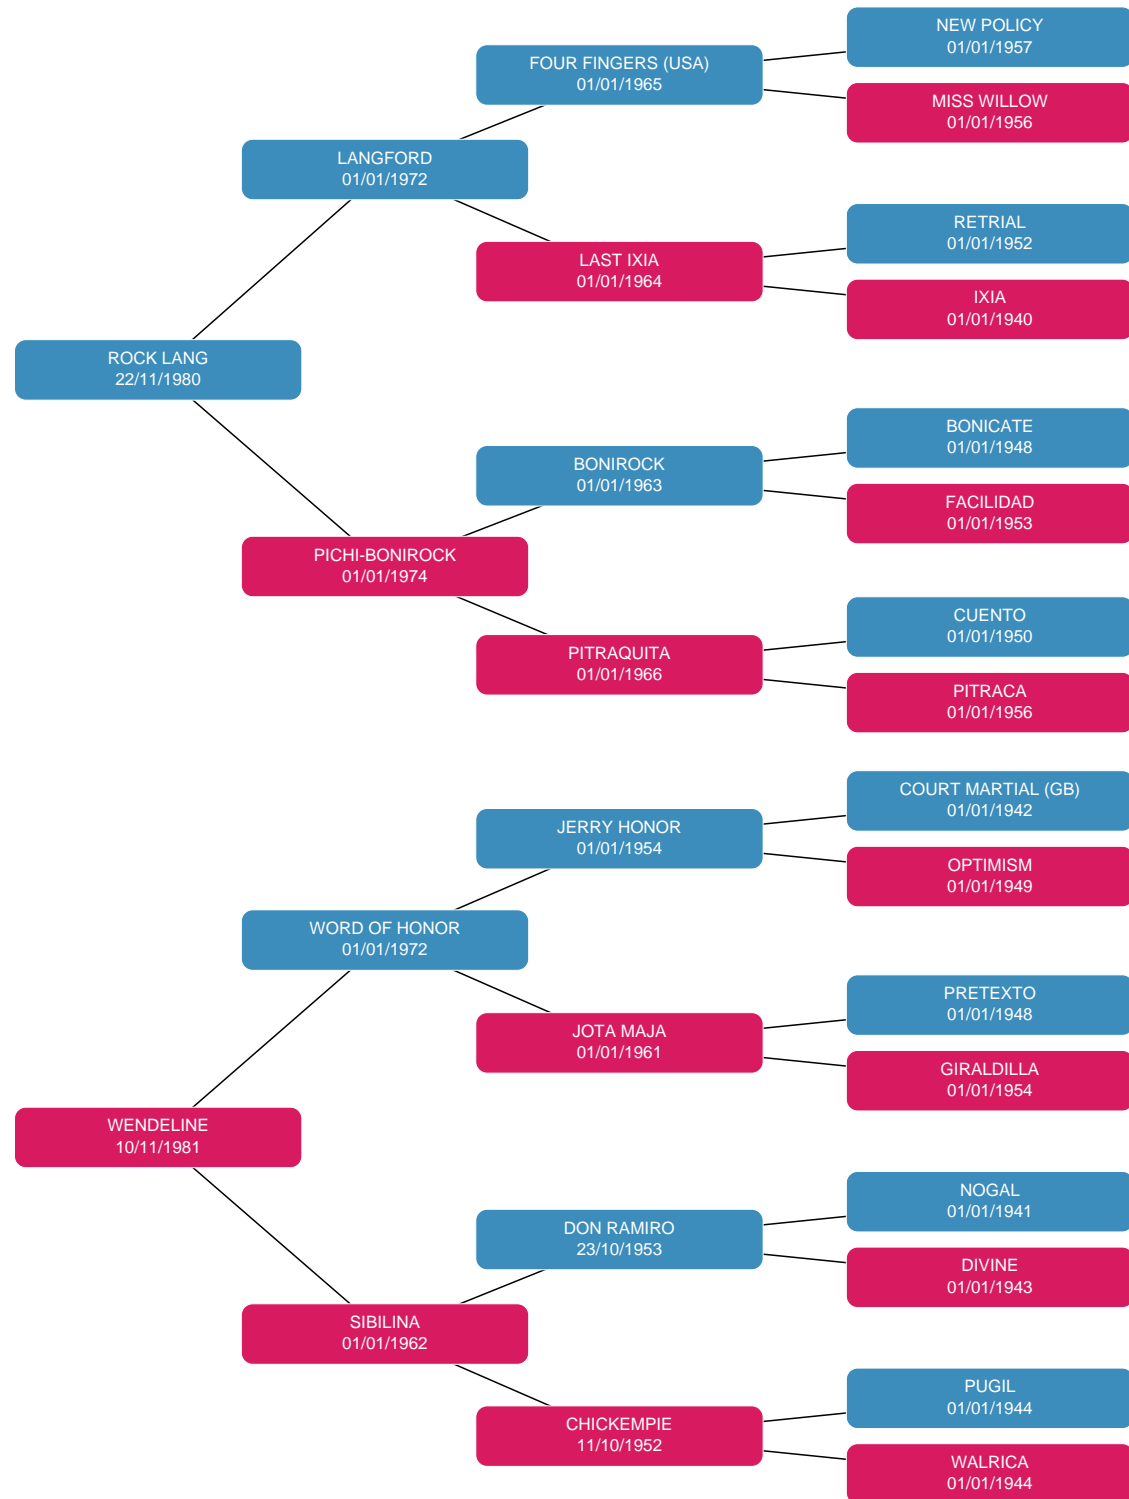 NEW POLICY
01/01/1957
FOUR FINGERS (USA)
01/01/1965
MISS WILLOW
01/01/1956
LANGFORD
01/01/1972
RETRIAL
01/01/1952
LAST IXIA
01/01/1964
IXIA
01/01/1940
ROCK LANG
22/11/1980
BONICATE
01/01/1948
BONIROCK
01/01/1963
FACILIDAD
01/01/1953
PICHI-BONIROCK
01/01/1974
CUENTO
01/01/1950
PITRAQUITA
01/01/1966
PITRACA
01/01/1956
COURT MARTIAL (GB)
01/01/1942
JERRY HONOR
01/01/1954
OPTIMISM
01/01/1949
WORD OF HONOR
01/01/1972
PRETEXTO
01/01/1948
JOTA MAJA
01/01/1961
GIRALDILLA
01/01/1954
WENDELINE
10/11/1981
NOGAL
01/01/1941
DON RAMIRO
23/10/1953
DIVINE
01/01/1943
SIBILINA
01/01/1962
PUGIL
01/01/1944
CHICKEMPIE
11/10/1952
WALRICA
01/01/1944